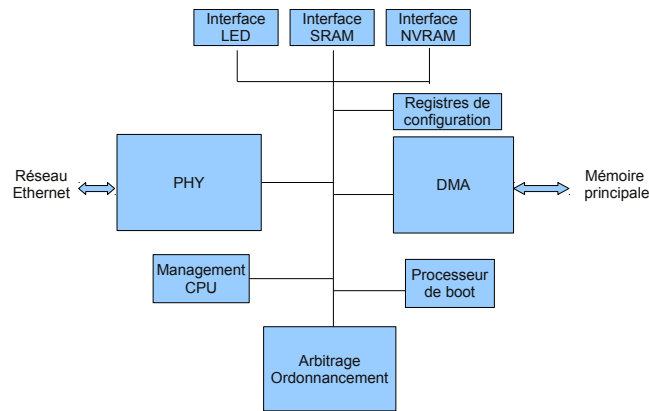 Interface
LED
Interface
SRAM
Interface
NVRAM
Registres de
configuration
Réseau
Ethernet
PHY
DMA
Mémoire
principale
Management
CPU
Processeur
de boot
Arbitrage
Ordonnancement